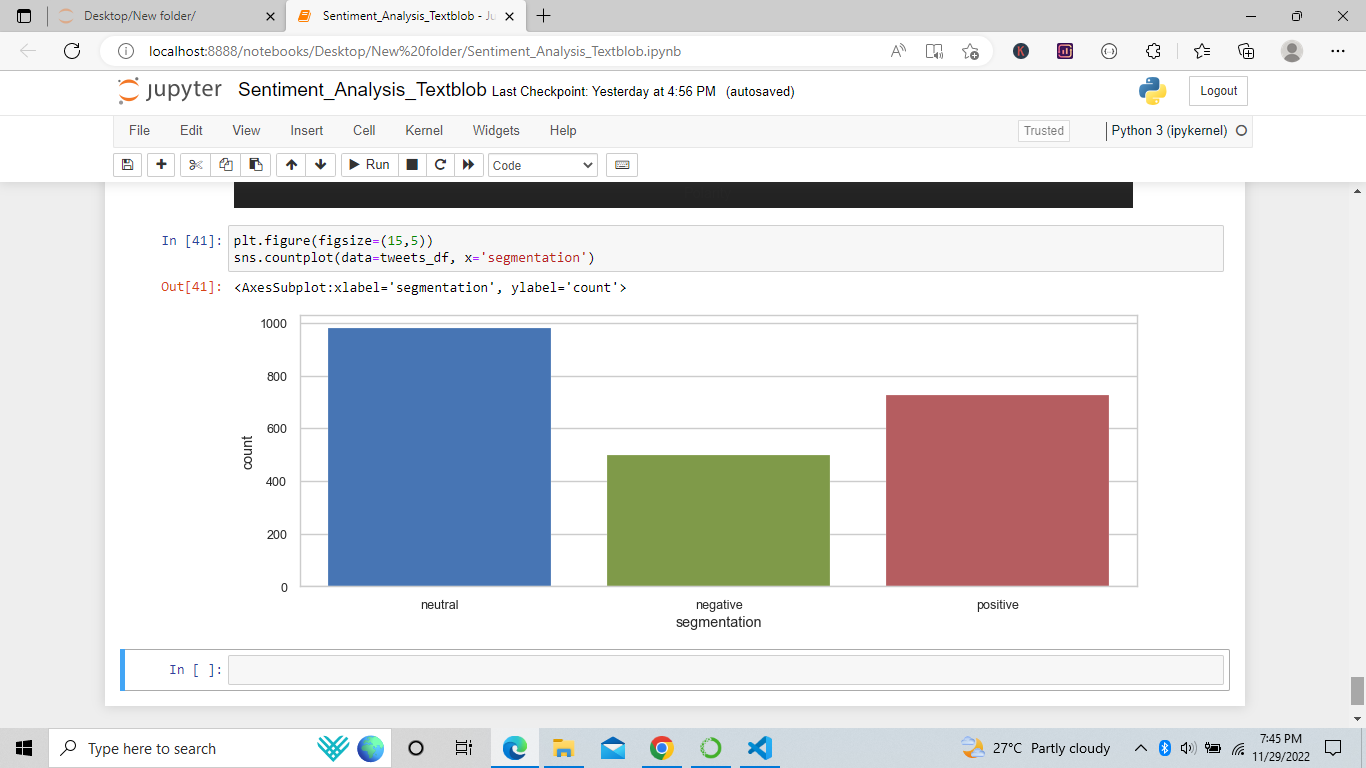 Desktop/New folder/
Sentiment_Analysis_Textblob - Ju
localhost:8888/notebooks/Desktop/New%20folder/Sentiment_Analysis_Textblob.ipynb
jupyter Sentiment_Analysis_Textblob Last Checkpoint: Yesterday at 4:56 PM (autosaved)
Logout
File Edit View Insert Cell Kernel Widgets Help
Trusted
Python 3 (ipykernel)
Run
Code
In [41]: plt.figure(figsize=(15,5))
sns.countplot(data=tweets_df, x='segmentation')
Out[41]: <AxesSubplot:xlabel='segmentation', ylabel='count'>
1000
800
600
400
200
0
count
neutral negative positive
segmentation
In [ ]:
Type here to search
27°C Partly cloudy
7:45 PM
11/29/2022